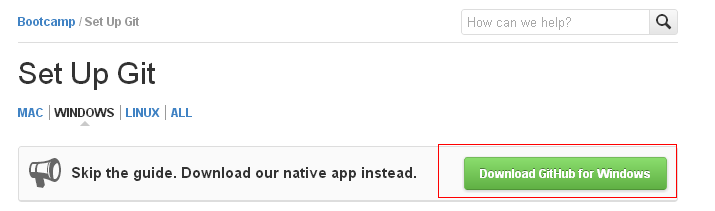 Bootcamp / Set Up Git
How can we help?
Set Up Git
MAC WINDOWS LINUX ALL
Skip the guide. Download our native app instead.
Download GitHub for Windows